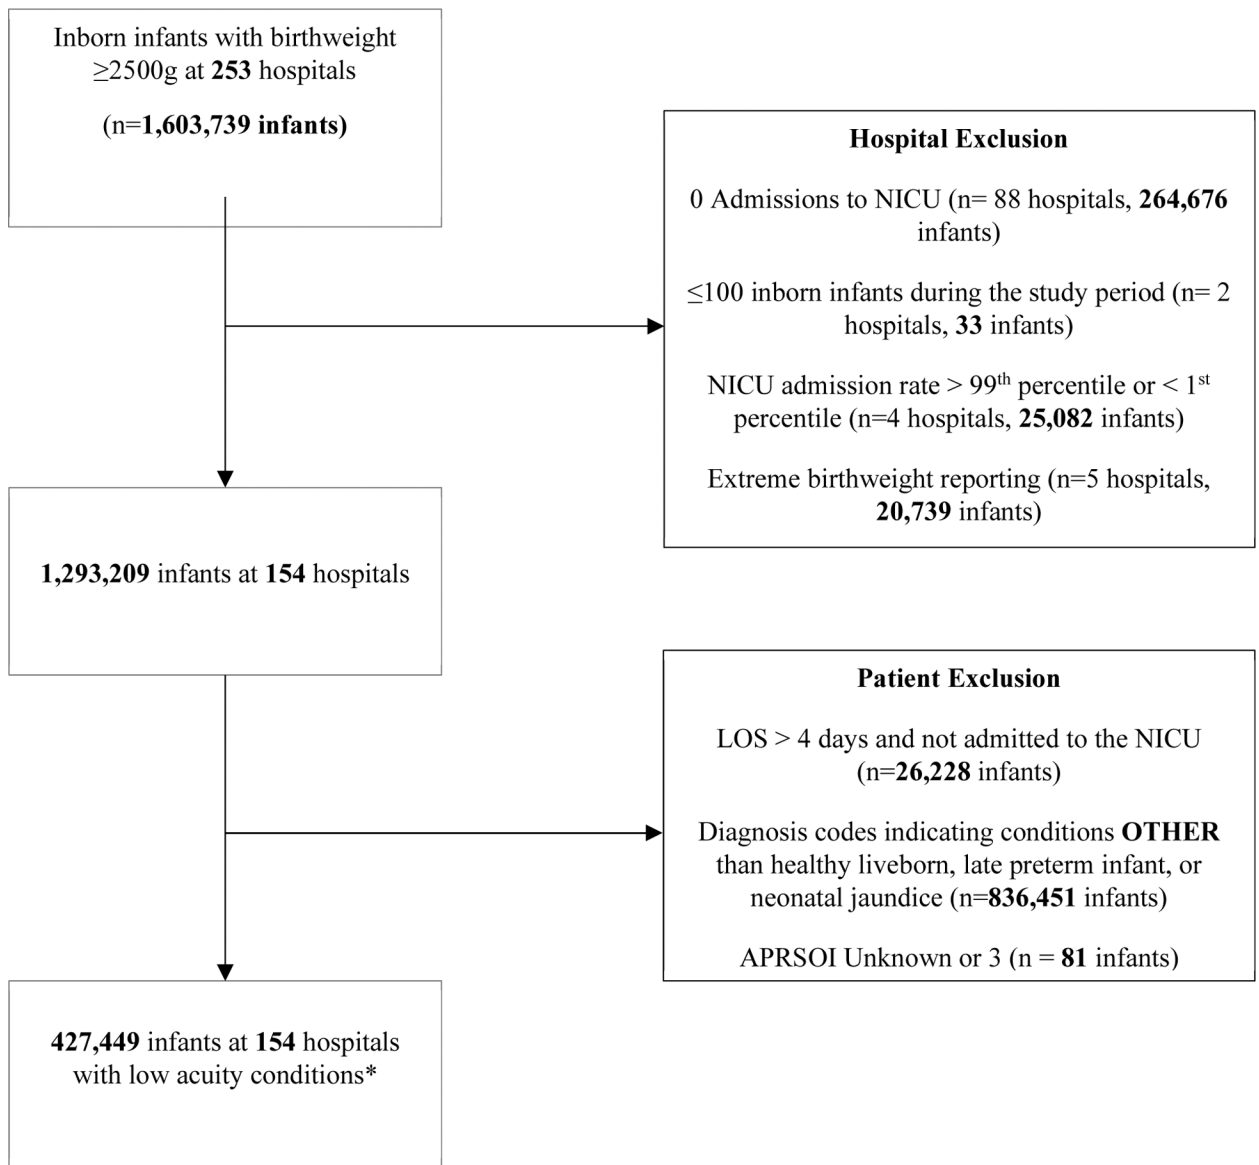 Inborn infants with birthweight
≥2500g at 253 hospitals
(n=1,603,739 infants)
Hospital Exclusion
0 Admissions to NICU (n= 88 hospitals, 264,676
infants)
≤100 inborn infants during the study period (n= 2
hospitals, 33 infants)
NICU admission rate > 99th percentile or < 1st
percentile (n=4 hospitals, 25,082 infants)
Extreme birthweight reporting (n=5 hospitals,
20,739 infants)
1,293,209 infants at 154 hospitals
Patient Exclusion
LOS > 4 days and not admitted to the NICU
(n=26,228 infants)
Diagnosis codes indicating conditions OTHER
than healthy liveborn, late preterm infant, or
neonatal jaundice (n=836,451 infants)
APRSOI Unknown or 3 (n = 81 infants)
427,449 infants at 154 hospitals
with low acuity conditions*